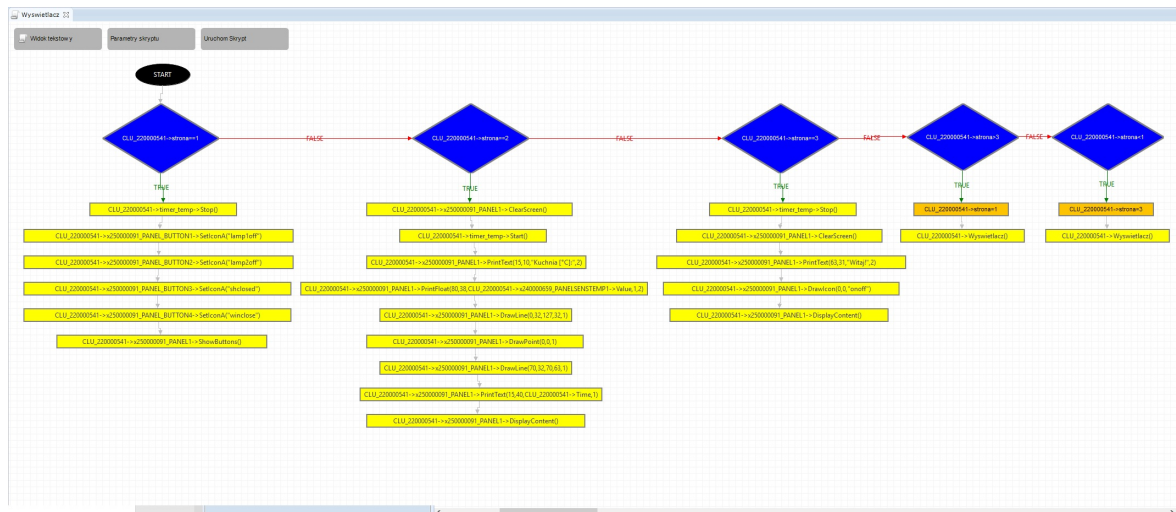 Wyswietlacz
Widok tekstowy
Parametry skryptu
Uruchom Skrypt
START
CLU_220000541->strona==1
FALSE
CLU_220000541->strona==2
FALSE
CLU_220000541->strona==3
FALSE
CLU_220000541->strona>3
FALSE
CLU_220000541->strona<1
TRUE
TRUE
TRUE
TRUE
TRUE
CLU_220000541->timer_temp->Stop()
CLU_220000541->x250000091_PANEL_BUTTON1->SetIconA("lamp1off")
CLU_220000541->x250000091_PANEL_BUTTON2->SetIconA("lamp2off")
CLU_220000541->x250000091_PANEL_BUTTON3->SetIconA("shclosed")
CLU_220000541->x250000091_PANEL_BUTTON4->SetIconA("winclose")
CLU_220000541->x250000091_PANEL1->ShowButtons()
CLU_220000541->x250000091_PANEL1->ClearScreen()
CLU_220000541->timer_temp->Start()
CLU_220000541->x250000091_PANEL1->PrintText(15,10,"Kuchnia [°C]:",2)
CLU_220000541->x250000091_PANEL1->PrintFloat(80,38,CLU_220000541->x240000659_PANELSENSTEMP1->Value,1,2)
CLU_220000541->x250000091_PANEL1->DrawLine(0,32,127,32,1)
CLU_220000541->x250000091_PANEL1->DrawPoint(0,0,1)
CLU_220000541->x250000091_PANEL1->DrawLine(70,32,70,63,1)
CLU_220000541->x250000091_PANEL1->PrintText(15,40,CLU_220000541->Time,1)
CLU_220000541->x250000091_PANEL1->DisplayContent()
CLU_220000541->timer_temp->Stop()
CLU_220000541->x250000091_PANEL1->ClearScreen()
CLU_220000541->x250000091_PANEL1->PrintText(63,31,"Witaj!",2)
CLU_220000541->x250000091_PANEL1->DrawIcon(0,0,"onoff")
CLU_220000541->x250000091_PANEL1->DisplayContent()
CLU_220000541->strona=1
CLU_220000541->Wyswietlacz()
CLU_220000541->strona=3
CLU_220000541->Wyswietlacz()